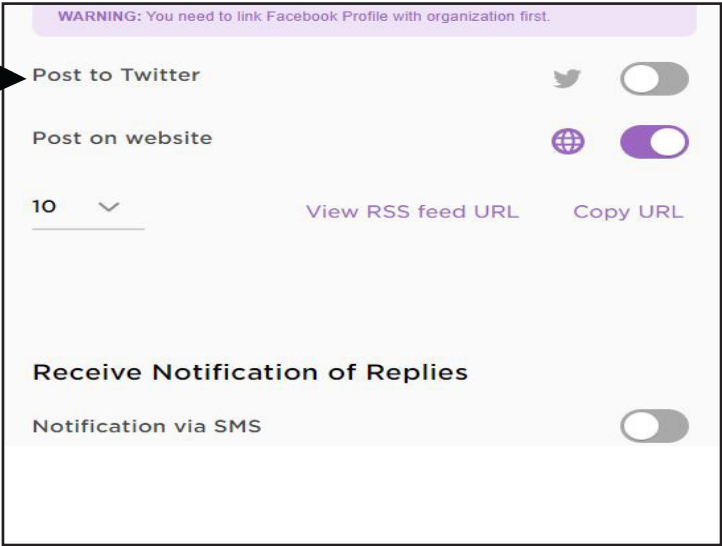 WARNING: You need to link Facebook Profile with organization first.
Post to Twitter
Post on website
10
View RSS feed URL Copy URL
Receive Notification of Replies
Notification via SMS